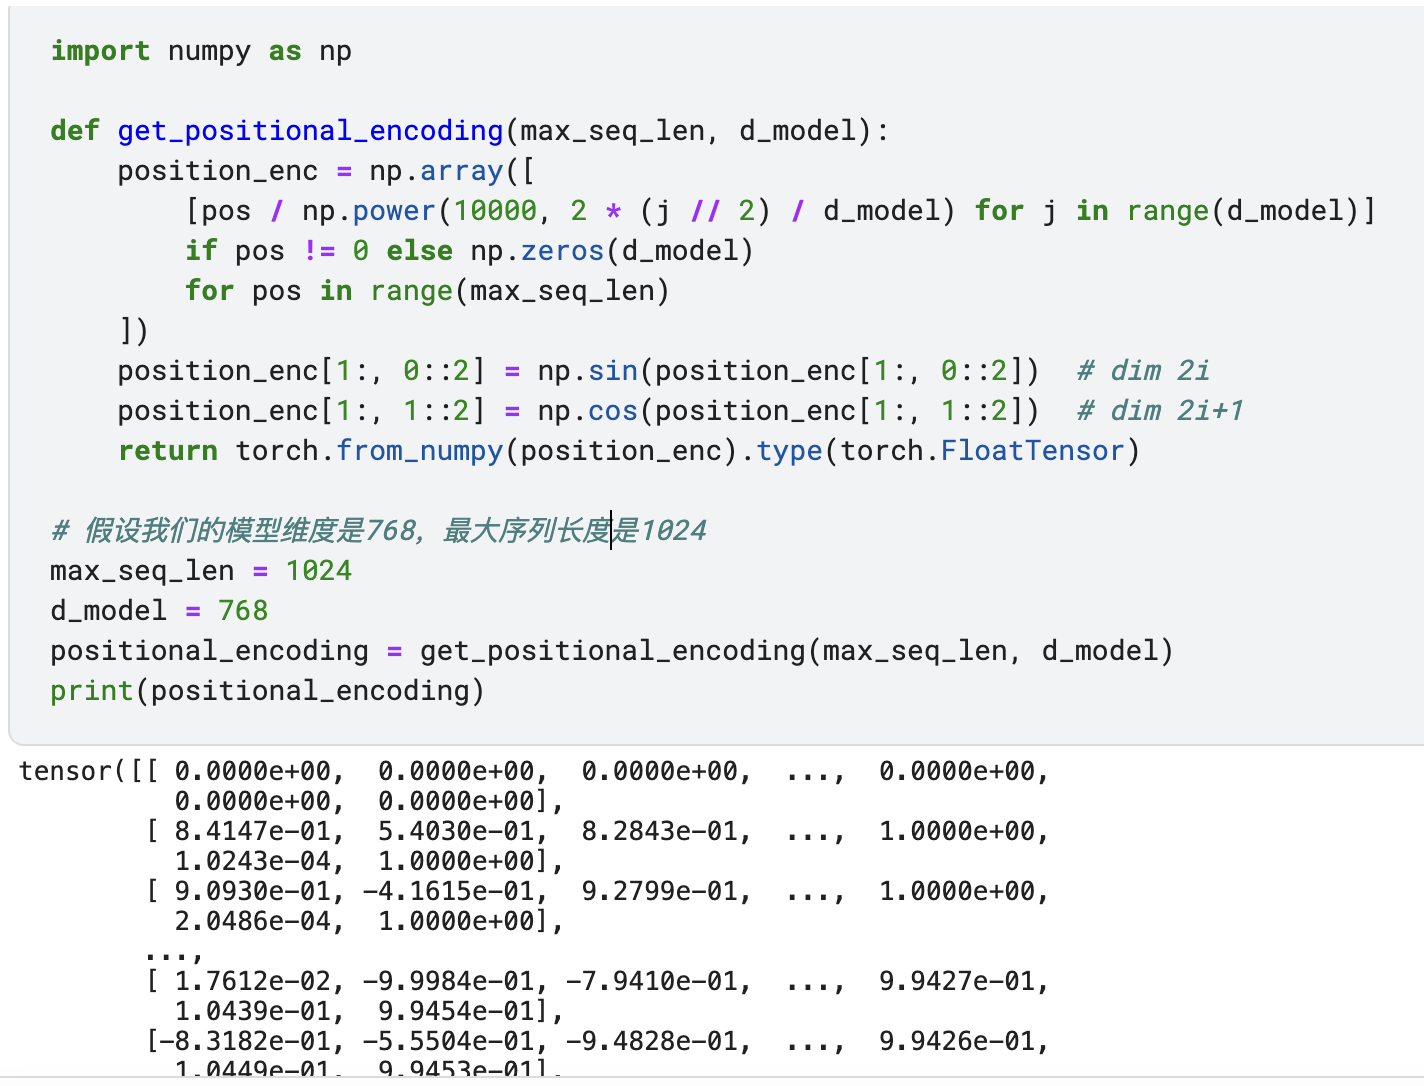 import numpy as np
def get_positional_encoding(max_seq_len, d_model):
position_enc = np.array([
[pos / np.power(10000, 2 * (j // 2) / d_model) for j in range(d_model)]
if pos != 0 else np.zeros(d_model)
for pos in range(max_seq_len)
])
position_enc[1:, 0::2] = np.sin(position_enc[1:, 0::2])  # dim 2i
position_enc[1:, 1::2] = np.cos(position_enc[1:, 1::2])  # dim 2i+1
return torch.from_numpy(position_enc).type(torch.FloatTensor)
# 假设我们的模型维度是768，最大序列长度是1024
max_seq_len = 1024
d_model = 768
positional_encoding = get_positional_encoding(max_seq_len, d_model)
print(positional_encoding)
tensor([[ 0.0000e+00,  0.0000e+00,  0.0000e+00,  ...,  0.0000e+00,
0.0000e+00,  0.0000e+00],
[ 8.4147e-01,  5.4030e-01,  8.2843e-01,  ...,  1.0000e+00,
1.0243e-04,  1.0000e+00],
[ 9.0930e-01, -4.1615e-01,  9.2799e-01,  ...,  1.0000e+00,
2.0486e-04,  1.0000e+00],
...,
[ 1.7612e-02, -9.9984e-01, -7.9410e-01,  ...,  9.9427e-01,
1.0439e-01,  9.9454e-01],
[-8.3182e-01, -5.5504e-01, -9.4828e-01,  ...,  9.9426e-01,
1.0449e-01,  9.9453e-01],